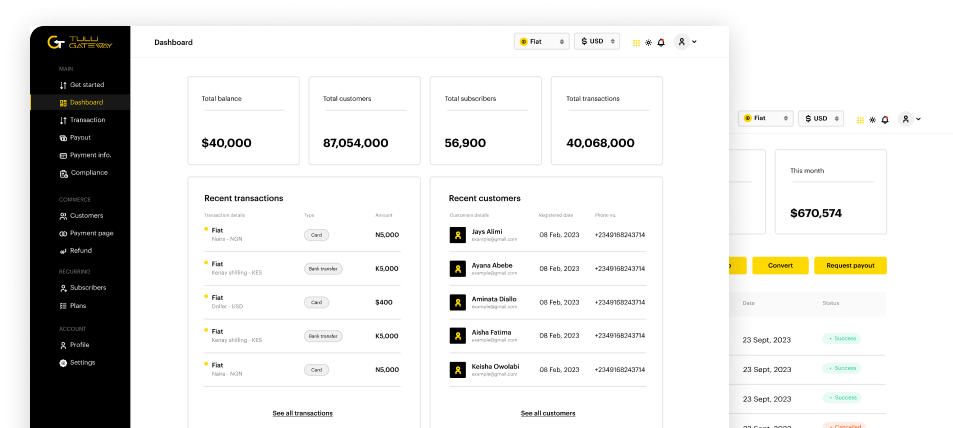 TULU
GATEWAY
MAIN
Get started
Dashboard
Transaction
Payout
Payment info.
Compliance
COMMERCE
Customers
Payment page
Refund
RECURRING
Subscribers
Plans
ACCOUNT
Profile
Settings
Dashboard
Fiat
$ USD
Total balance
$40,000
Total customers
87,054,000
Total subscribers
56,900
Total transactions
40,068,000
Recent transactions
Transaction details Type Amount
Fiat
Naira - NGN
Card
N5,000
Fiat
Kenay shilling - KES
Bank transfer
K5,000
Fiat
Dollar - USD
Card
$400
Fiat
Kenay shilling - KES
Bank transfer
K5,000
Fiat
Naira - NGN
Card
N5,000
See all transactions
Recent customers
Customers details Registered date Phone no.
Jays Alimi
example@gmail.com
08 Feb, 2023
+2349168243714
Ayana Abebe
example@gmail.com
08 Feb, 2023
+2349168243714
Aminata Diallo
example@gmail.com
08 Feb, 2023
+2349168243714
Aisha Fatima
example@gmail.com
08 Feb, 2023
+2349168243714
Keisha Owolabi
example@gmail.com
08 Feb, 2023
+2349168243714
See all customers
Fiat
$ USD
This month
$670,574
Convert
Request payout
Date Status
23 Sept, 2023 Success
23 Sept, 2023 Success
23 Sept, 2023 Success
23 Sept, 2023 Cancelled